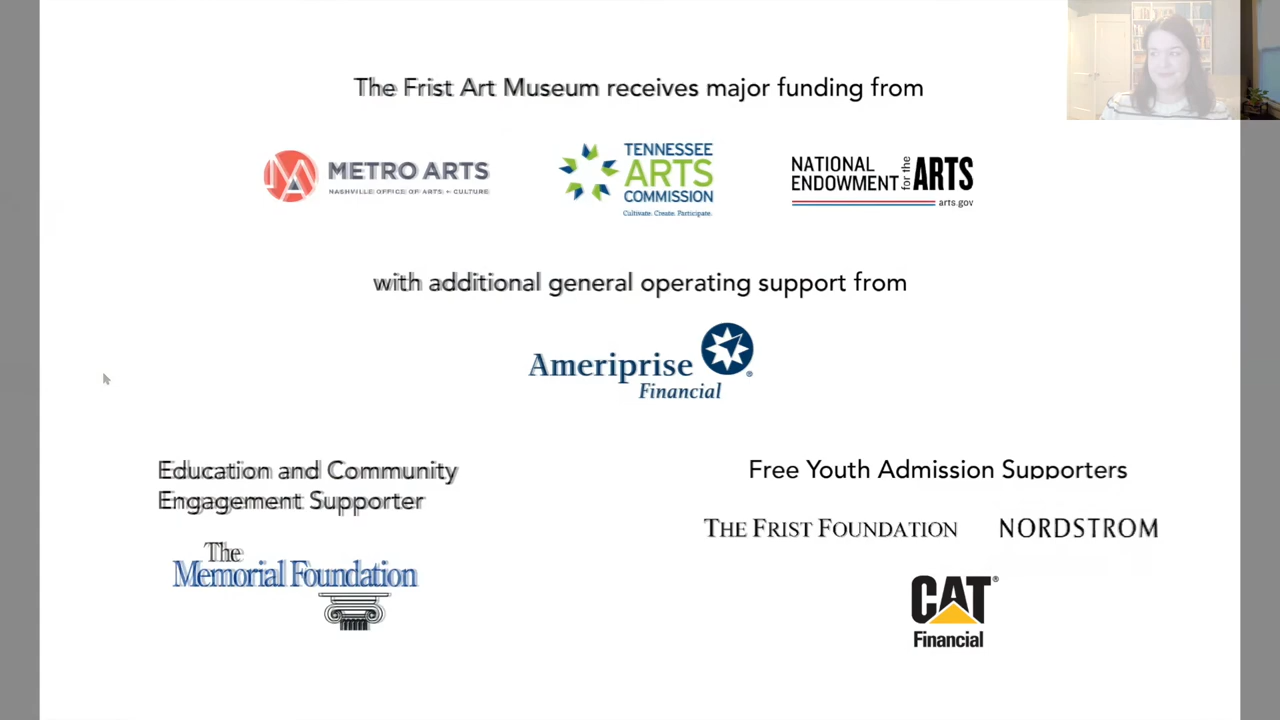 The Frist Art Museum receives major funding from
METRO ARTS
NASHVILLE OFFICE OF ARTS + CULTURE
TENNESSEE
ARTS
COMMISSION
Cultivate. Create. Participate.
NATIONAL
ENDOWMENT for the ARTS
arts.gov
with additional general operating support from
Ameriprise
Financial
Education and Community
Engagement Supporter
The
Memorial Foundation
Free Youth Admission Supporters
THE FRIST FOUNDATION
NORDSTROM
CAT
Financial